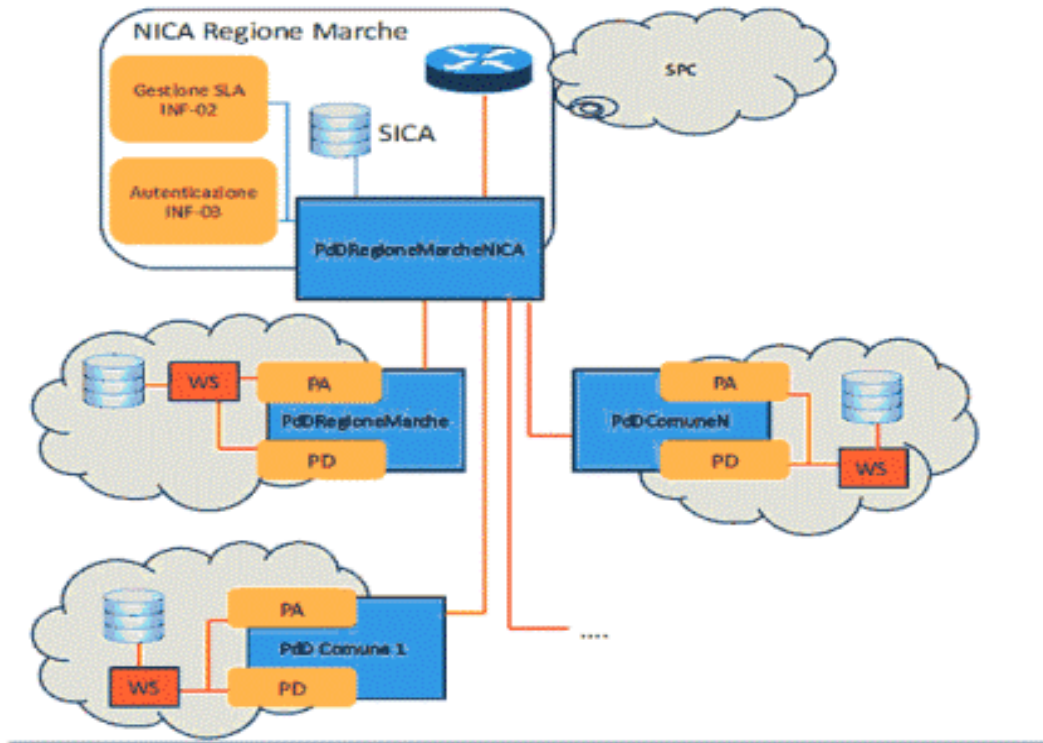 NICA Regione Marche
SPC
Gestione SLA
INF-02
SICA
Autenticazione
INF-03
PdDRegioneMarcheNICA
WS
PA
PdDRegioneMarche
PD
PA
PdDComuneN
PD
WS
PA
PdD Comune 1
WS
PD
....